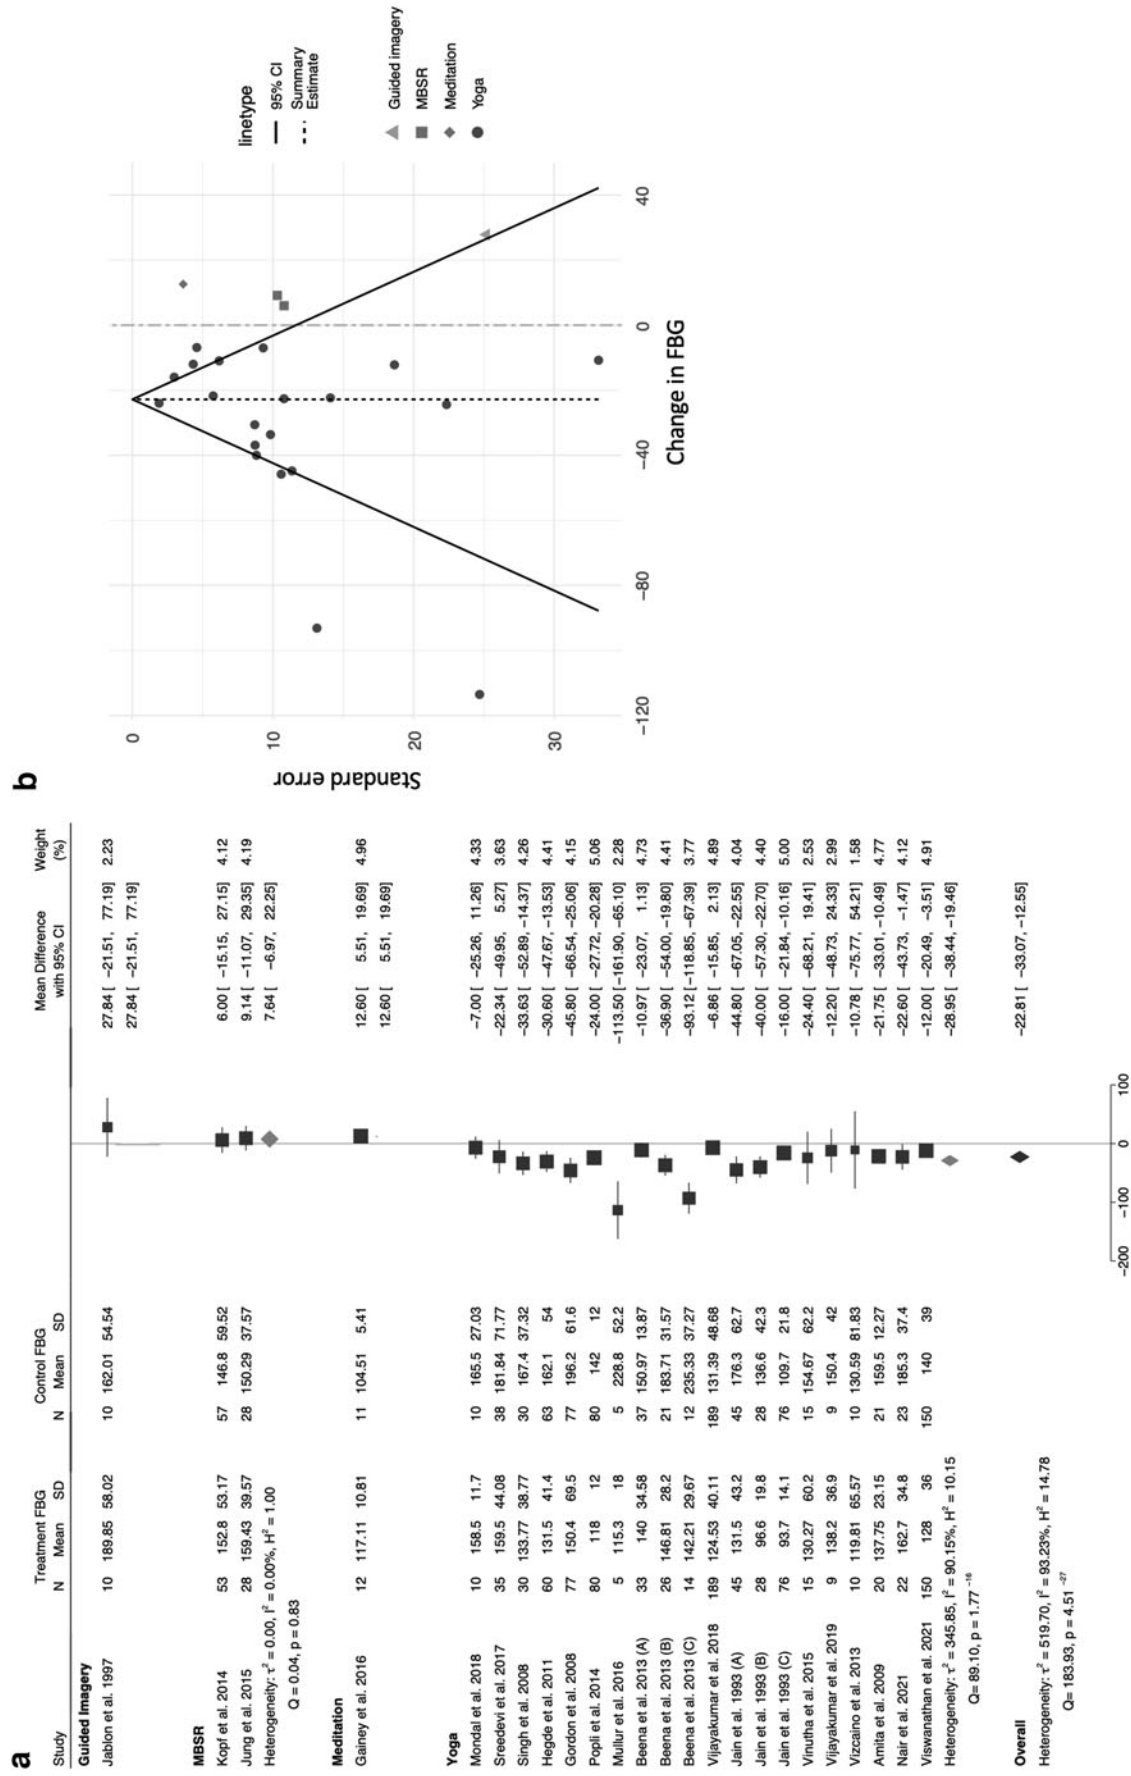 a
Treatment FBG Control FBG Mean Difference Weight
Study N Mean SD N Mean SD with 95% CI (%)
Guided Imagery
Jablon et al. 1997 10 189.85 58.02 10 162.01 54.54 27.84 [ −21.51, 77.19] 2.23
27.84 [ −21.51, 77.19]
MBSR
Kopf et al. 2014 53 152.8 53.17 57 146.8 59.52 6.00 [ −15.15, 27.15] 4.12
Jung et al. 2015 28 159.43 39.57 28 150.29 37.57 9.14 [ −11.07, 29.35] 4.19
Heterogeneity: τ² = 0.00, I² = 0.00%, H² = 1.00 7.64 [ −6.97, 22.25]
Q = 0.04, p = 0.83
Meditation
Gainey et al. 2016 12 117.11 10.81 11 104.51 5.41 12.60 [ 5.51, 19.69] 4.96
12.60 [ 5.51, 19.69]
Yoga
Mondal et al. 2018 10 158.5 11.7 10 165.5 27.03 −7.00 [ −25.26, 11.26] 4.33
Sreedevi et al. 2017 35 159.5 44.08 38 181.84 71.77 −22.34 [ −49.95, 5.27] 3.63
Singh et al. 2008 30 133.77 38.77 30 167.4 37.32 −33.63 [ −52.89, −14.37] 4.26
Hegde et al. 2011 60 131.5 41.4 63 162.1 54 −30.60 [ −47.67, −13.53] 4.41
Gordon et al. 2008 77 150.4 69.5 77 196.2 61.6 −45.80 [ −66.54, −25.06] 4.15
Popli et al. 2014 80 118 12 80 142 12 −24.00 [ −27.72, −20.28] 5.06
Mullur et al. 2016 5 115.3 18 5 228.8 52.2 −113.50 [ −161.90, −65.10] 2.28
Beena et al. 2013 (A) 33 140 34.58 37 150.97 13.87 −10.97 [ −23.07, 1.13] 4.73
Beena et al. 2013 (B) 26 146.81 28.2 21 183.71 31.57 −36.90 [ −54.00, −19.80] 4.41
Beena et al. 2013 (C) 14 142.21 29.67 12 235.33 37.27 −93.12 [ −118.85, −67.39] 3.77
Vijayakumar et al. 2018 189 124.53 40.11 189 131.39 48.68 −6.86 [ −15.85, 2.13] 4.89
Jain et al. 1993 (A) 45 131.5 43.2 45 176.3 62.7 −44.80 [ −67.05, −22.55] 4.04
Jain et al. 1993 (B) 28 96.6 19.8 28 136.6 42.3 −40.00 [ −57.30, −22.70] 4.40
Jain et al. 1993 (C) 76 93.7 14.1 76 109.7 21.8 −16.00 [ −21.84, −10.16] 5.00
Vinutha et al. 2015 15 130.27 60.2 15 154.67 62.2 −24.40 [ −68.21, 19.41] 2.53
Vijayakumar et al. 2019 9 138.2 36.9 9 150.4 42 −12.20 [ −48.73, 24.33] 2.99
Vizcaino et al. 2013 10 119.81 65.57 10 130.59 81.83 −10.78 [ −75.77, 54.21] 1.58
Amita et al. 2009 20 137.75 23.15 21 159.5 12.27 −21.75 [ −33.01, −10.49] 4.77
Nair et al. 2021 22 162.7 34.8 23 185.3 37.4 −22.60 [ −43.73, −1.47] 4.12
Viswanathan et al. 2021 150 128 36 150 140 39 −12.00 [ −20.49, −3.51] 4.91
Heterogeneity: τ² = 345.85, I² = 90.15%, H² = 10.15 −28.95 [ −38.44, −19.46]
Q= 89.10, p = 1.77 ⁻¹⁶
Overall −22.81 [ −33.07, −12.55]
Heterogeneity: τ² = 519.70, I² = 93.23%, H² = 14.78
Q= 183.93, p = 4.51 ⁻²⁷
−200 −100 0 100
b
Standard error
0
10
20
30
−120 −80 −40 0 40
Change in FBG
linetype
95% CI
Summary
Estimate
Guided imagery
MBSR
Meditation
Yoga